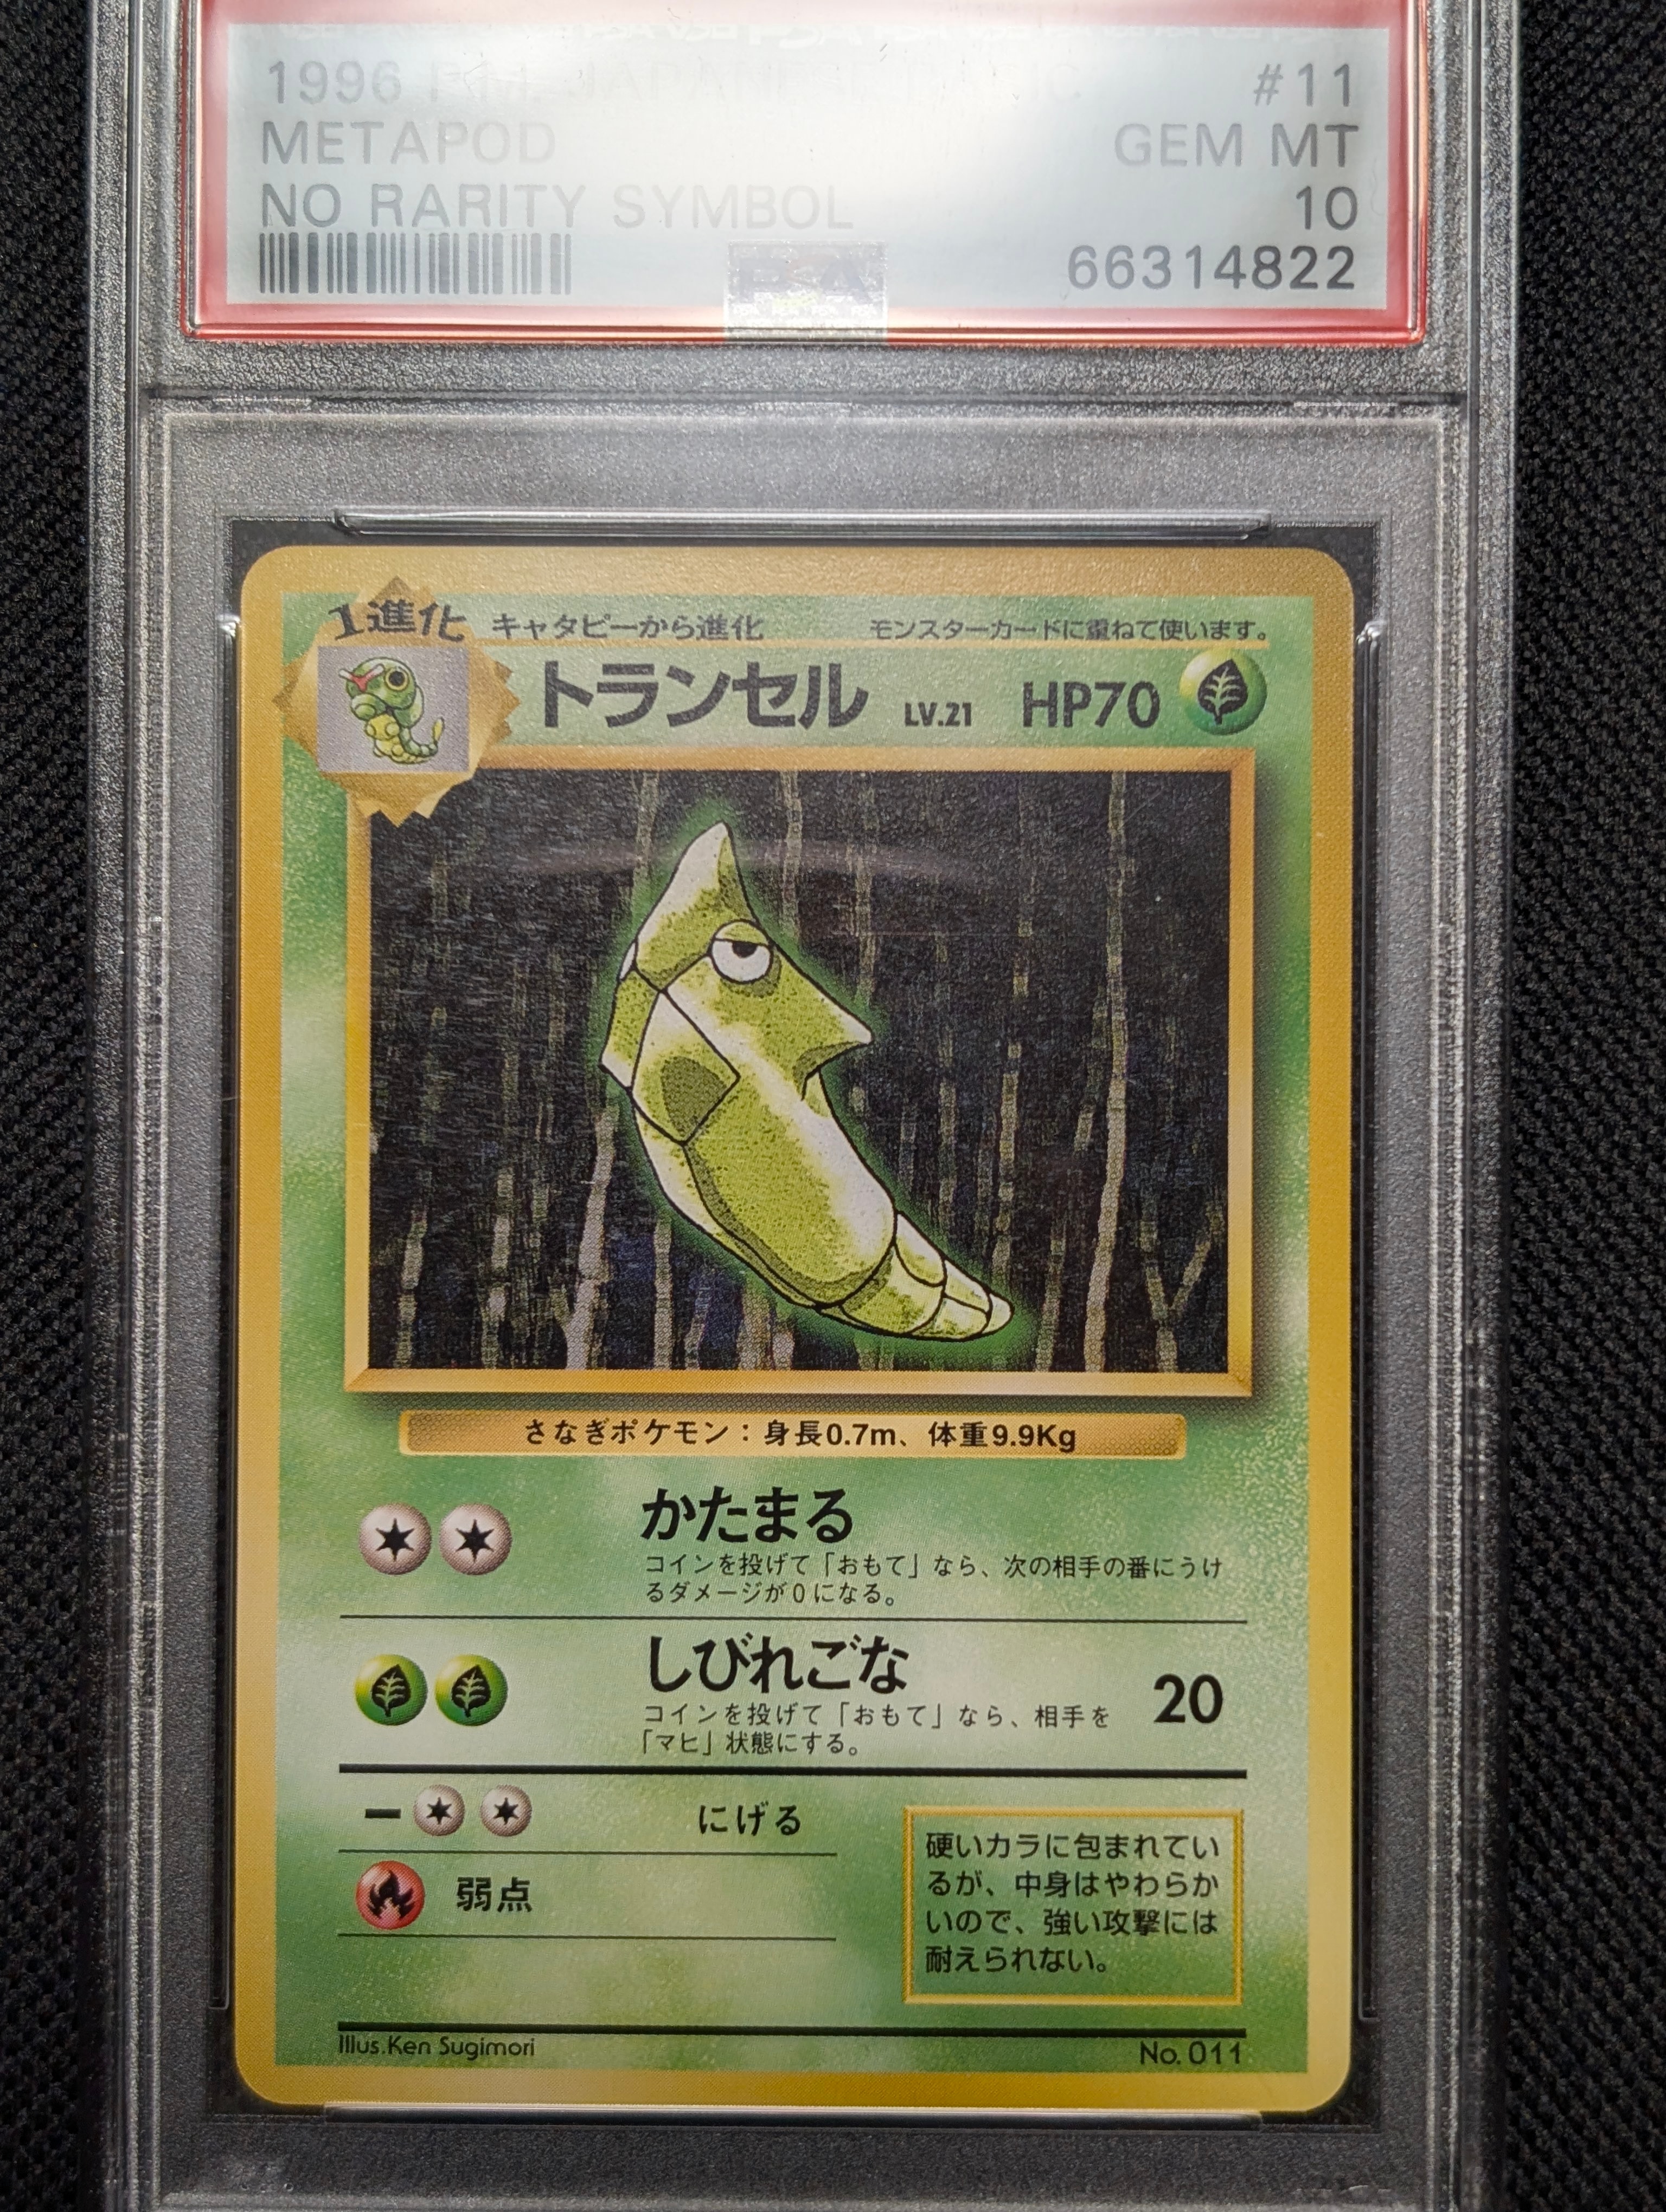 1996 P.M. JAPANESE BASIC #11
METAPOD GEM MT
NO RARITY SYMBOL 10
66314822
PSA
1進化 キャタピーから進化 モンスターカードに重ねて使います。
トランセル LV.21 HP70
さなぎポケモン：身長0.7m、体重9.9Kg
かたまる
コインを投げて「おもて」なら、次の相手の番にうけ
るダメージが0になる。
しびれごな 20
コインを投げて「おもて」なら、相手を
「マヒ」状態にする。
ー にげる
弱点
硬いカラに包まれてい
るが、中身はやわらか
いので、強い攻撃には
耐えられない。
Illus.Ken Sugimori No. 011